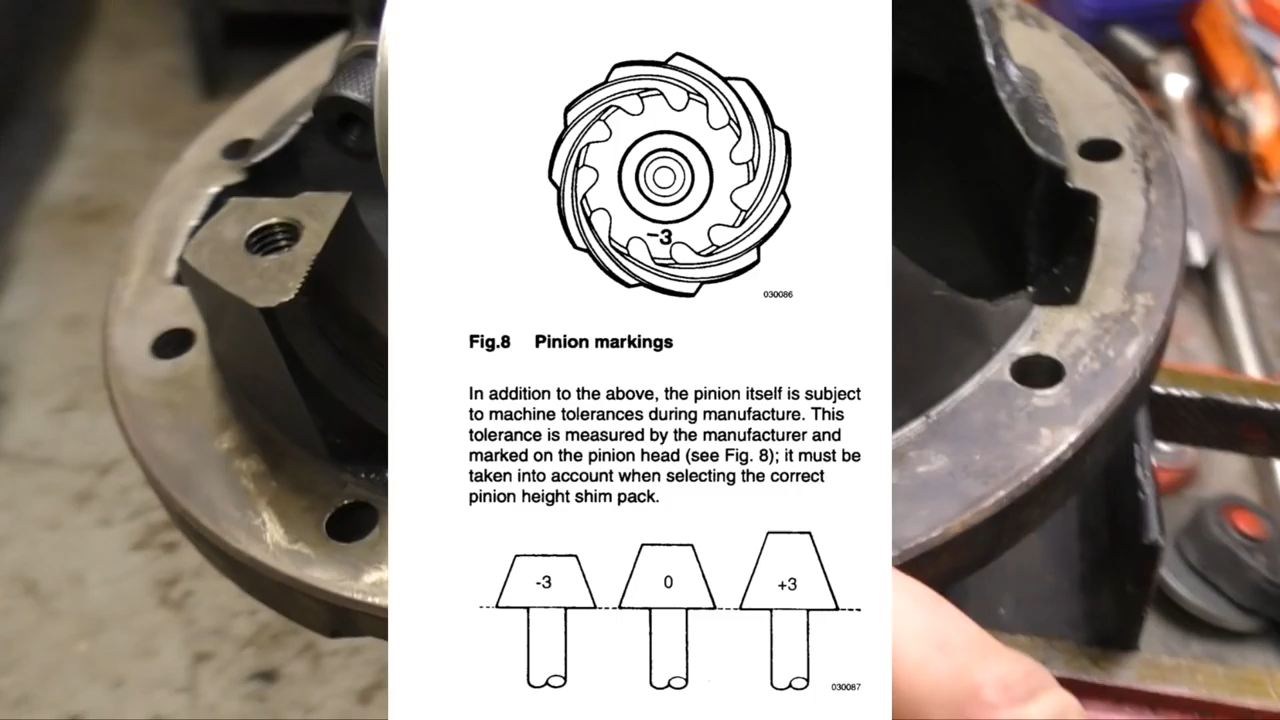 -3
030086
Fig.8 Pinion markings
In addition to the above, the pinion itself is subject
to machine tolerances during manufacture. This
tolerance is measured by the manufacturer and
marked on the pinion head (see Fig. 8); it must be
taken into account when selecting the correct
pinion height shim pack.
-3 0 +3
030087